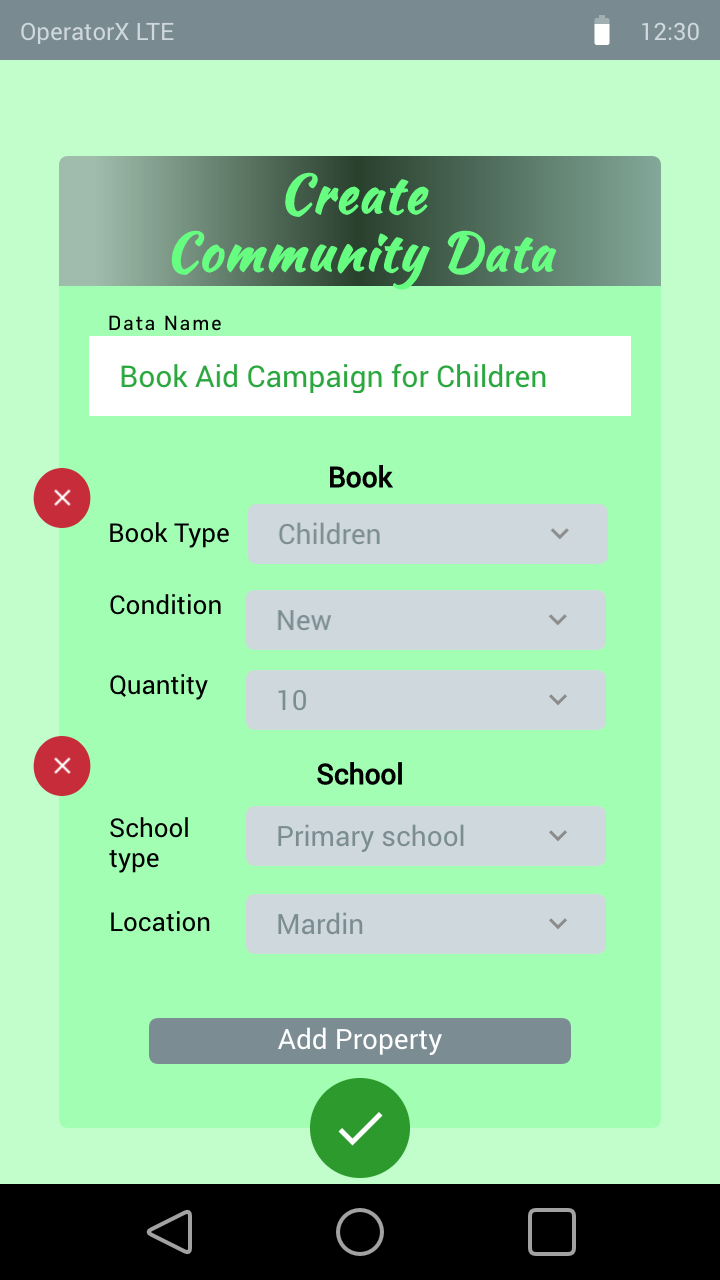 OperatorX LTE 12:30
Create
Community Data
Data Name
Book Aid Campaign for Children
Book
Book Type Children
Condition New
Quantity 10
School
School
type
Primary school
Location Mardin
Add Property